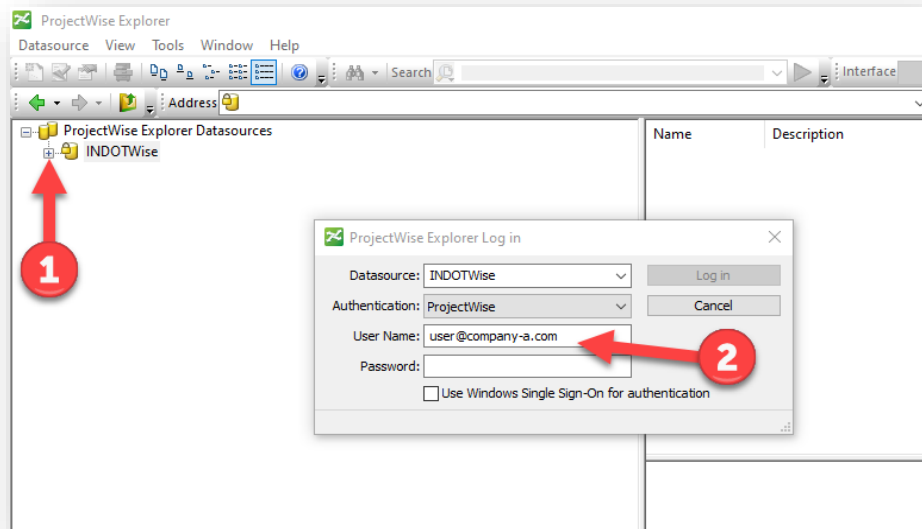 ProjectWise Explorer
Datasource View Tools Window Help
Search Interface
Address
ProjectWise Explorer Datasources
INDOTWise
Name Description
1
ProjectWise Explorer Log in
Datasource: INDOTWise Log in
Authentication: ProjectWise Cancel
User Name: user@company-a.com
2
Password:
Use Windows Single Sign-On for authentication